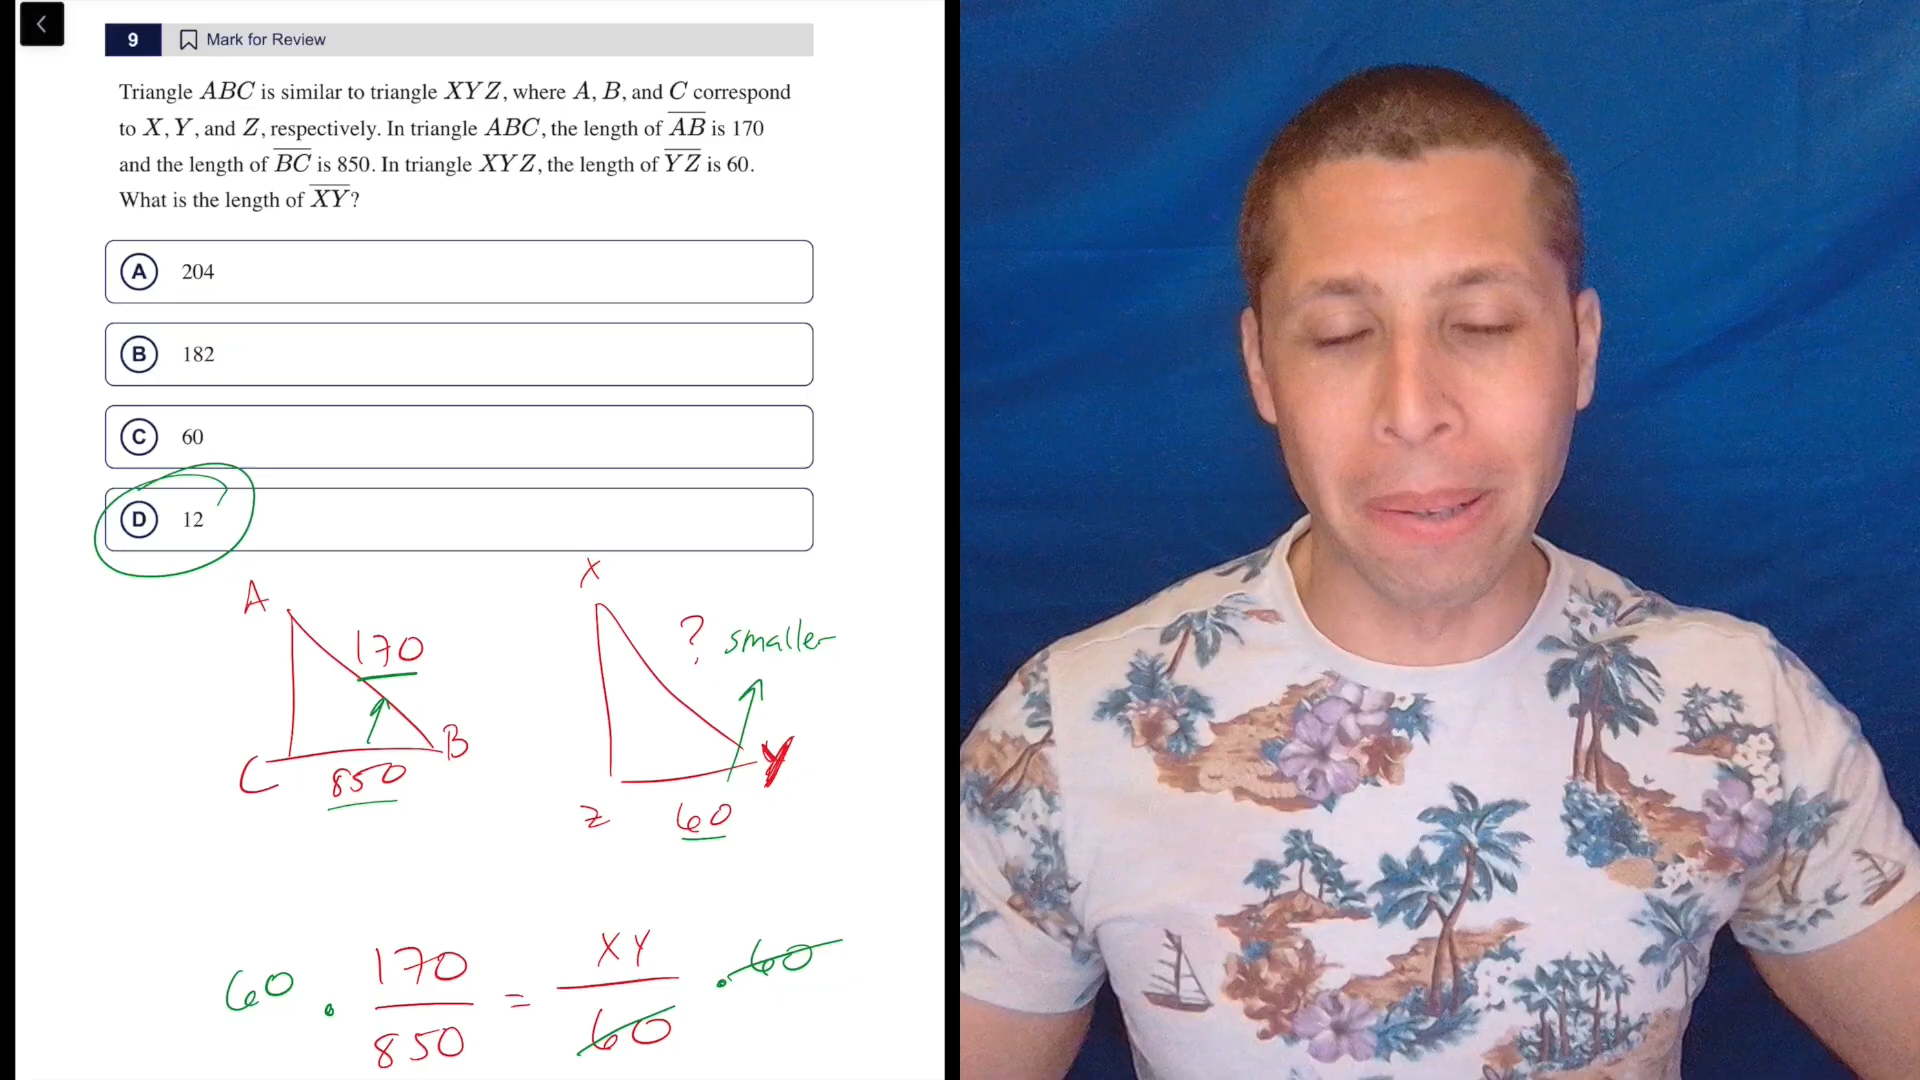 9 Mark for Review
Triangle ABC is similar to triangle XYZ, where A, B, and C correspond
to X, Y, and Z, respectively. In triangle ABC, the length of AB is 170
and the length of BC is 850. In triangle XYZ, the length of YZ is 60.
What is the length of XY?
A 204
B 182
C 60
D 12
A
X
170
? smaller
B
Y
C
850
Z
60
60 · 170/850 = XY/60 · 60